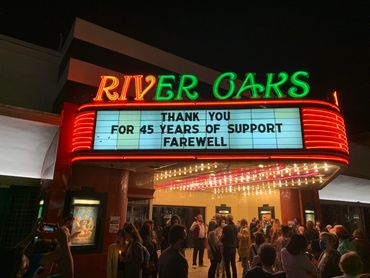 RIVER OAKS
THANK YOU
FOR 45 YEARS OF SUPPORT
FAREWELL